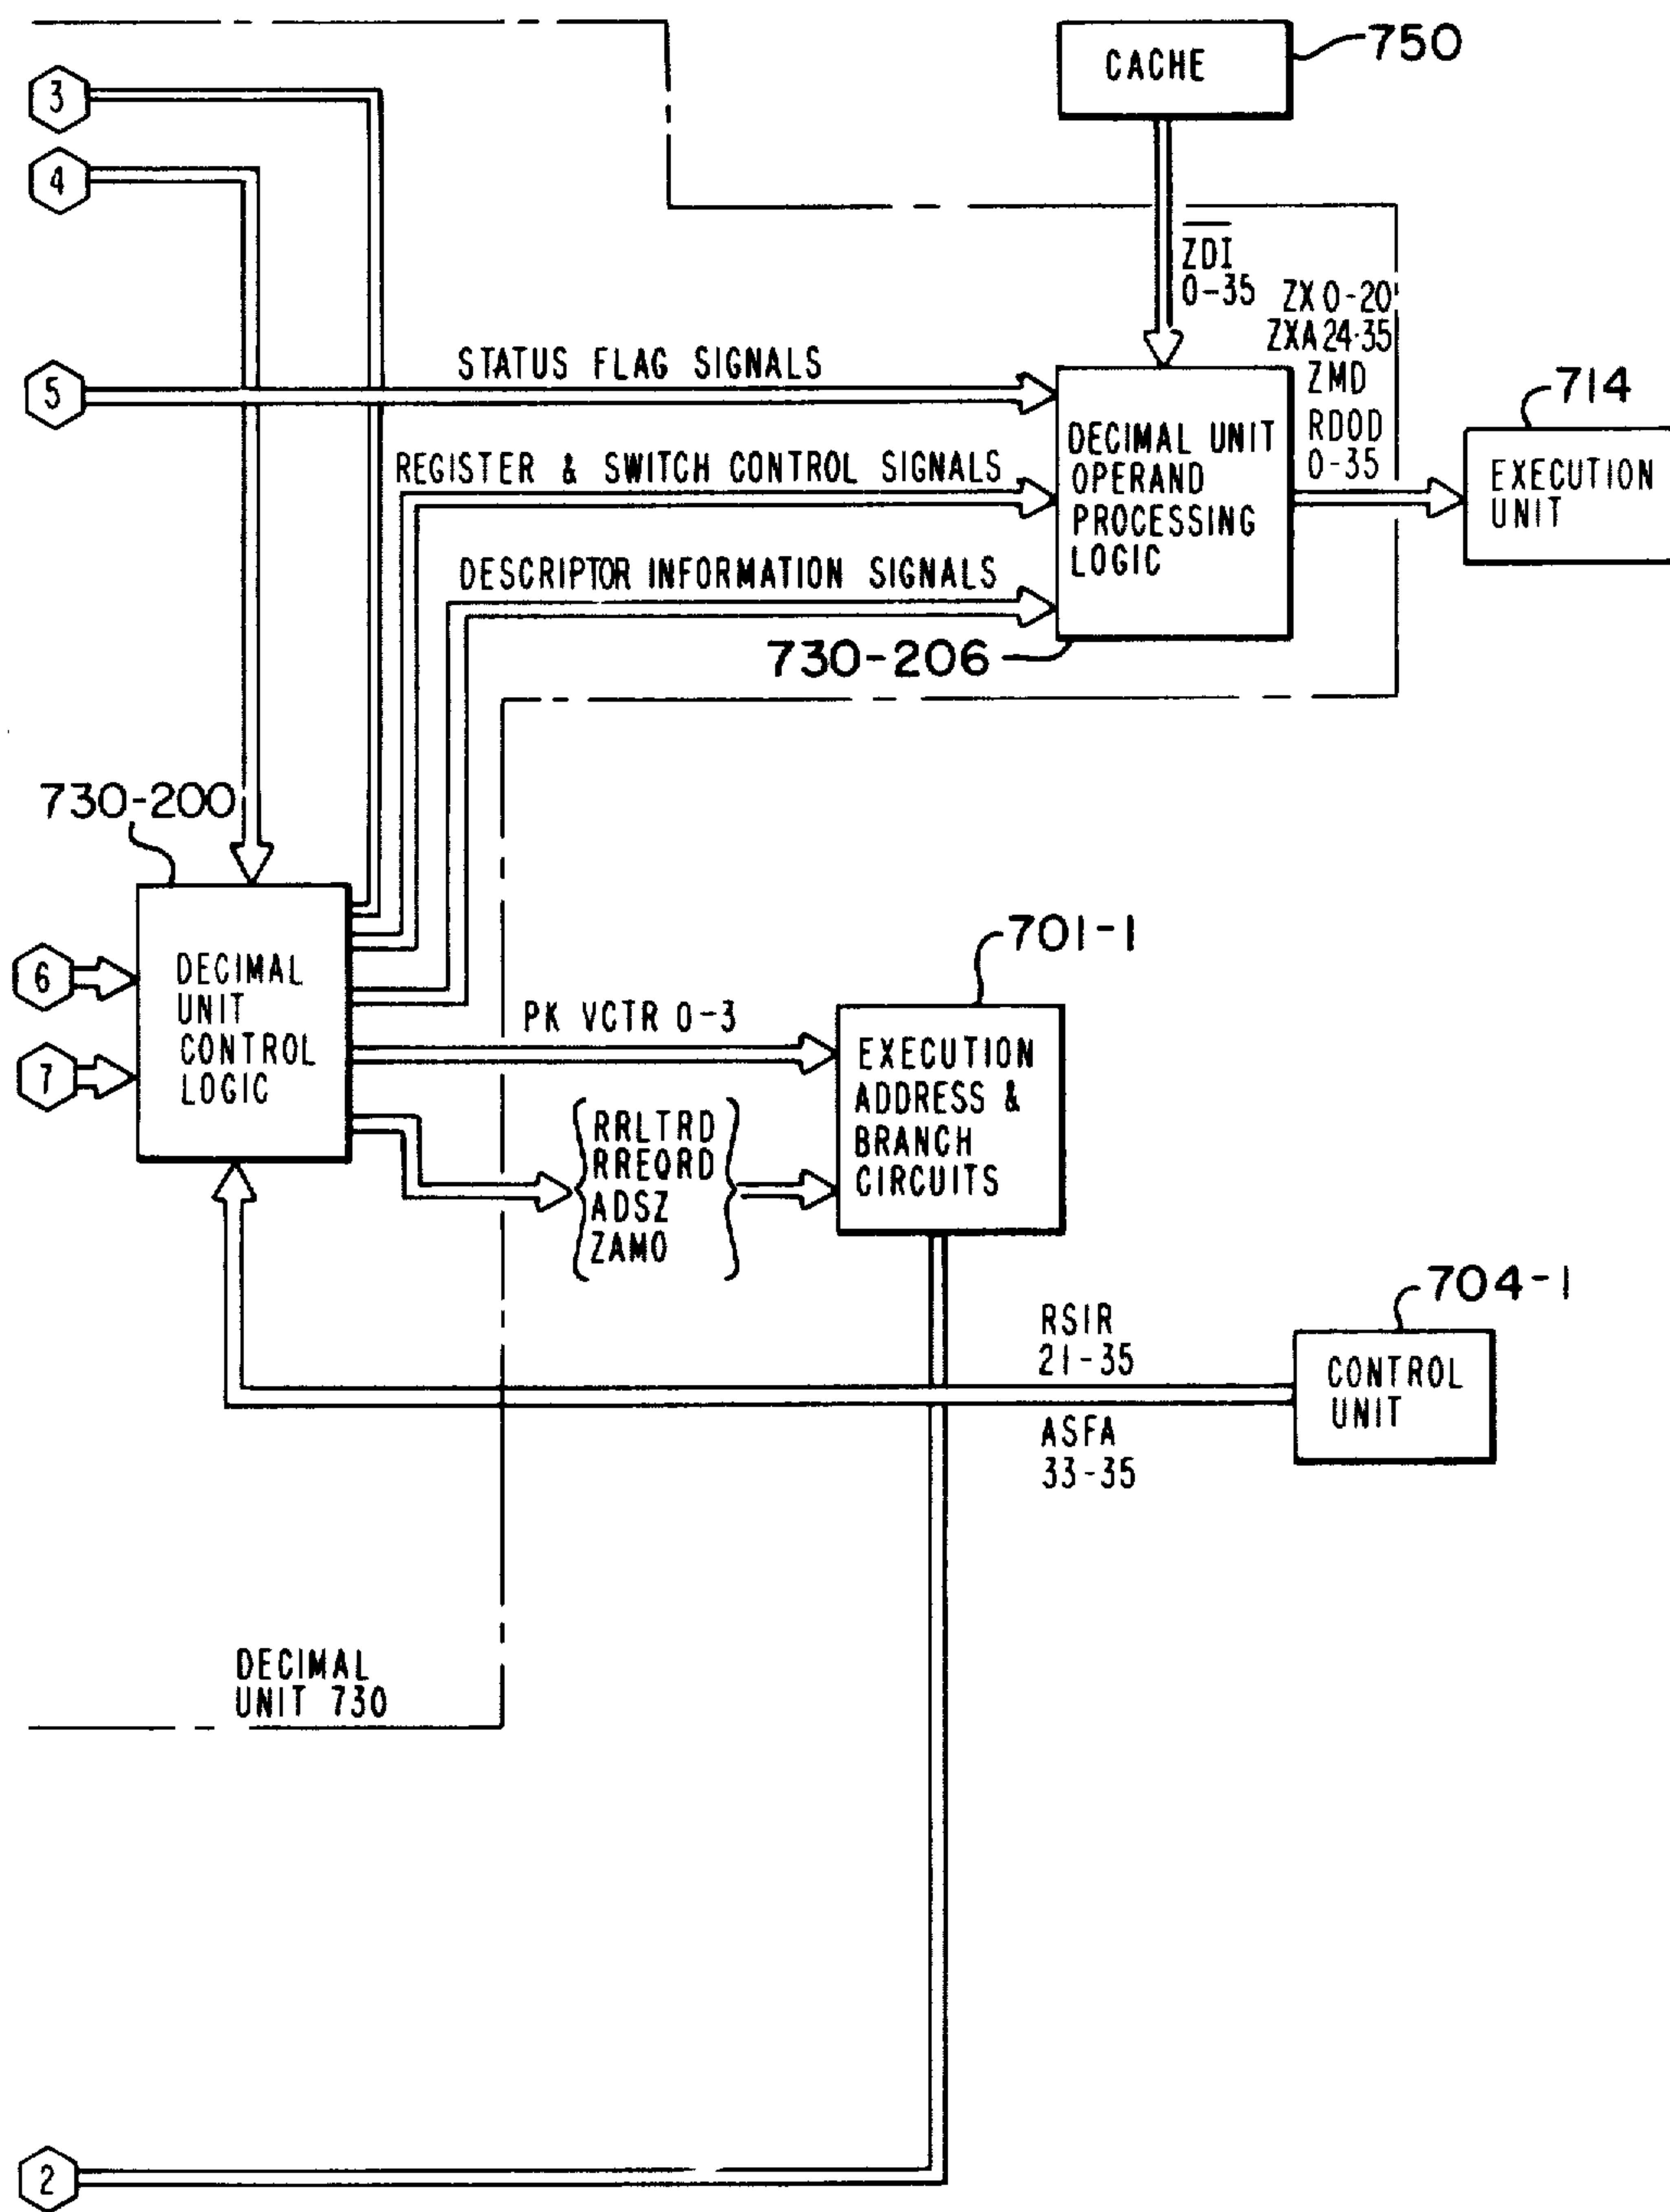 750
CACHE
3
4
ZDI
0-35
ZX 0-20
ZXA 24-35
ZMD
RDOD
0-35
5
STATUS FLAG SIGNALS
714
REGISTER & SWITCH CONTROL SIGNALS
DECIMAL UNIT
OPERAND
PROCESSING
LOGIC
EXECUTION
UNIT
DESCRIPTOR INFORMATION SIGNALS
730-206
730-200
701-1
6
DECIMAL
UNIT
CONTROL
LOGIC
7
PK VCTR 0-3
EXECUTION
ADDRESS &
BRANCH
CIRCUITS
RRLTRD
RREQRD
ADSZ
ZAMO
704-1
RSIR
21-35
CONTROL
UNIT
ASFA
33-35
DECIMAL
UNIT 730
2